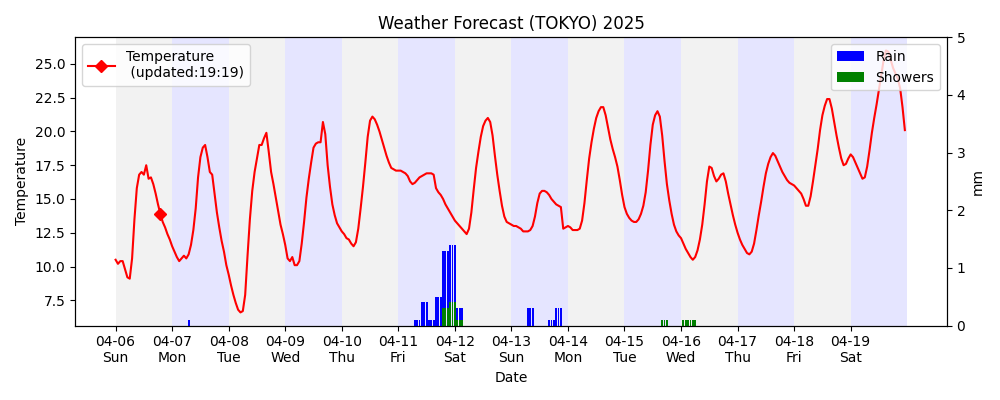 Weather Forecast (TOKYO) 2025
Temperature
(updated:19:19)
Rain
Showers
Temperature
25.0
22.5
20.0
17.5
15.0
12.5
10.0
7.5
5
4
3
2
1
0
mm
04-06 04-07 04-08 04-09 04-10 04-11 04-12 04-13 04-14 04-15 04-16 04-17 04-18 04-19
Sun Mon Tue Wed Thu Fri Sat Sun Mon Tue Wed Thu Fri Sat
Date